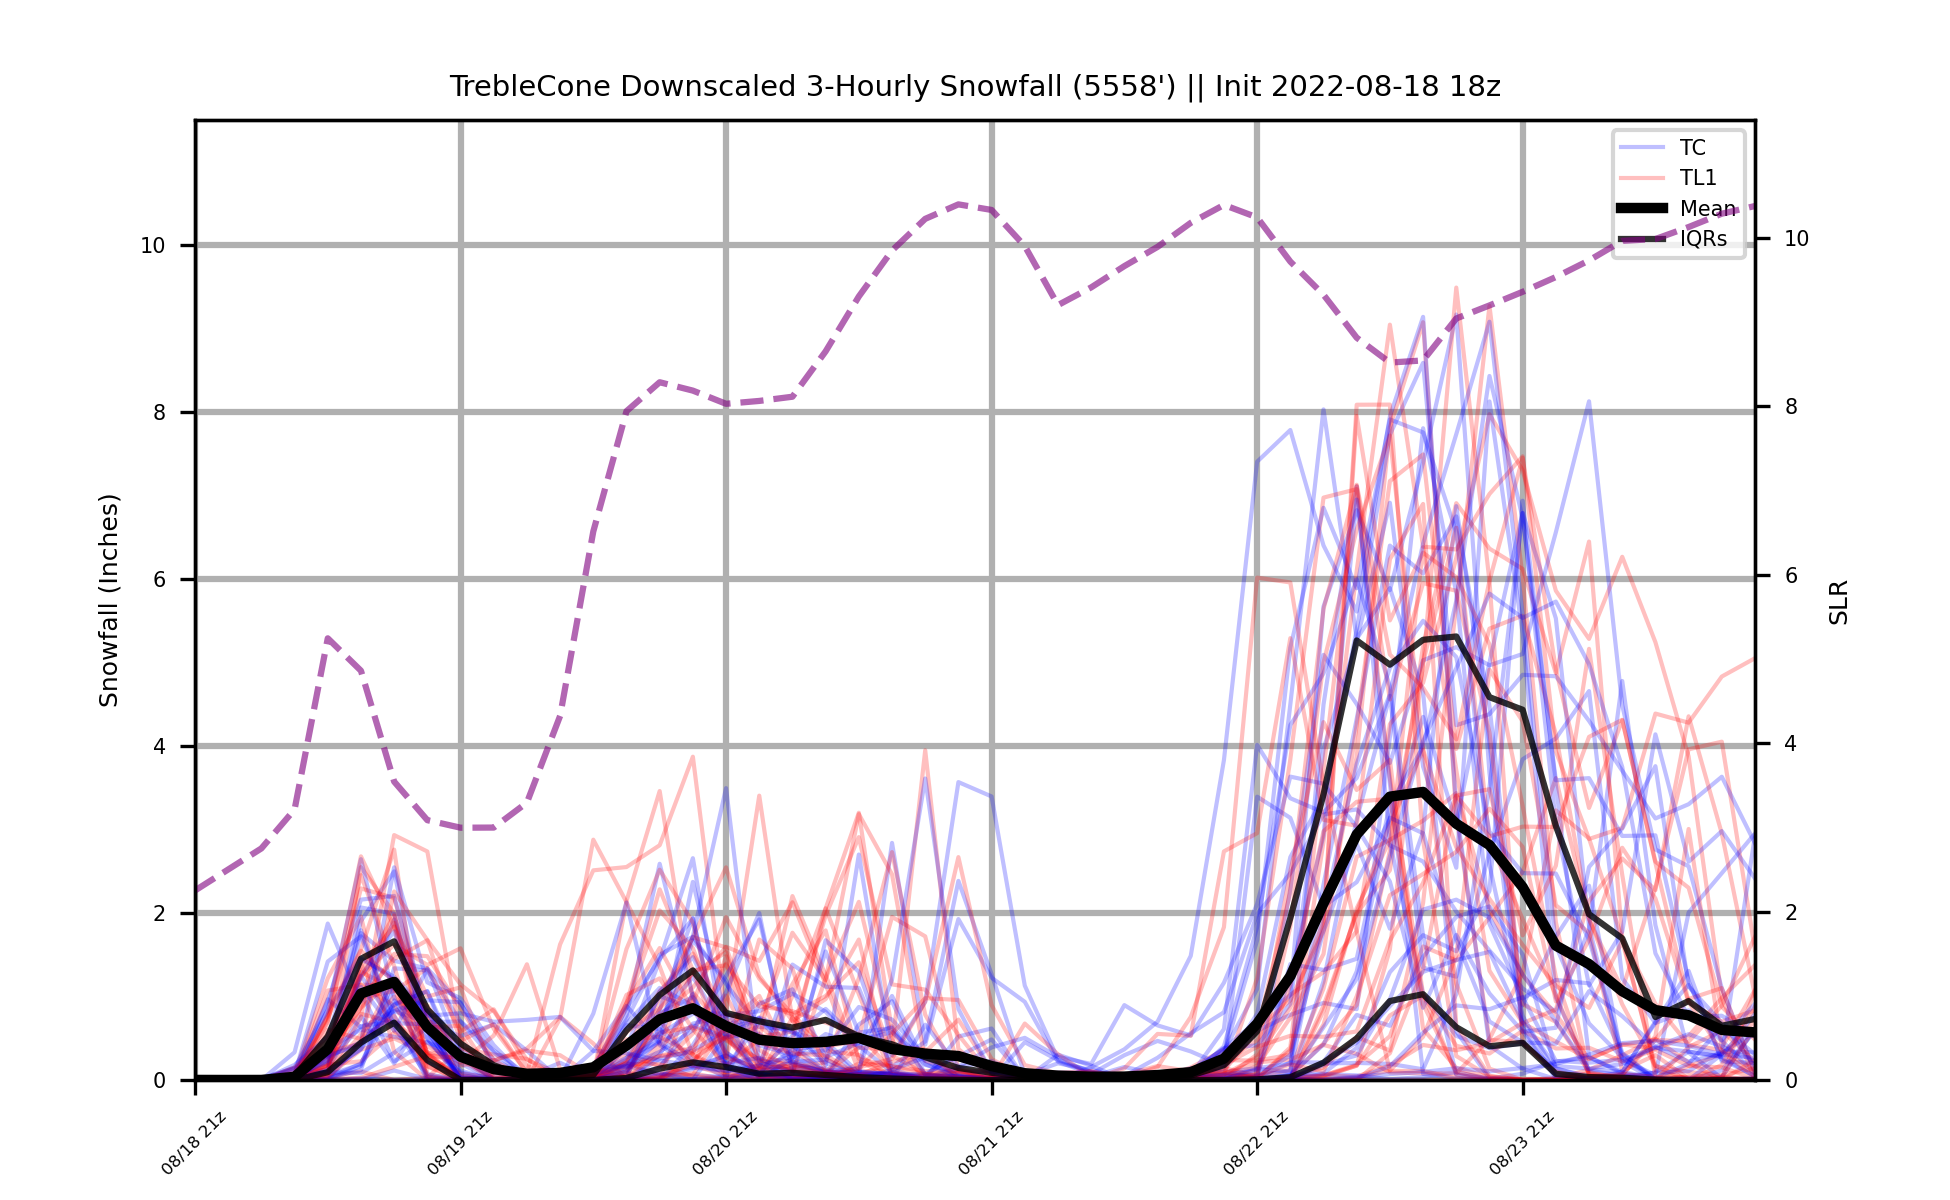 TrebleCone Downscaled 3-Hourly Snowfall (5558') || Init 2022-08-18 18z
TC
TL1
Mean
IQRs
Snowfall (Inches)
10
8
6
4
2
0
SLR
10
8
6
4
2
0
08/18 21z
08/19 21z
08/20 21z
08/21 21z
08/22 21z
08/23 21z